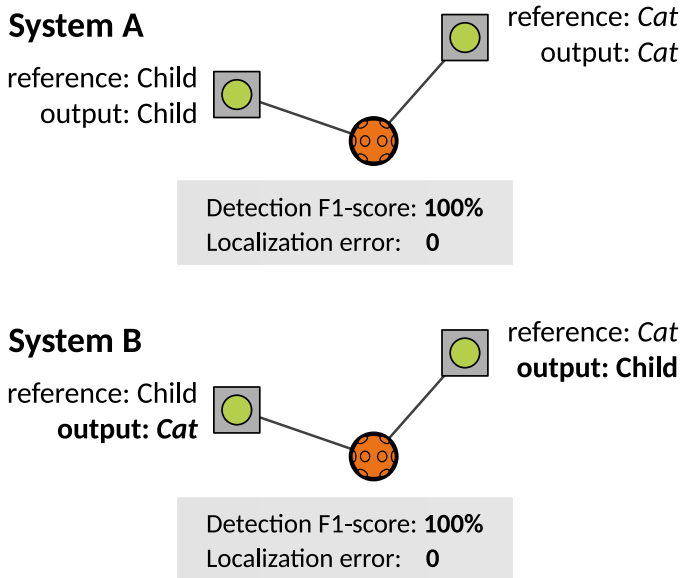 System A
reference: Cat
output: Cat
reference: Child
output: Child
Detection F1-score: 100%
Localization error: 0
System B
reference: Cat
output: Child
reference: Child
output: Cat
Detection F1-score: 100%
Localization error: 0